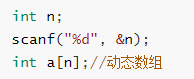 int n;
scanf("%d", &n);
int a[n];//动态数组